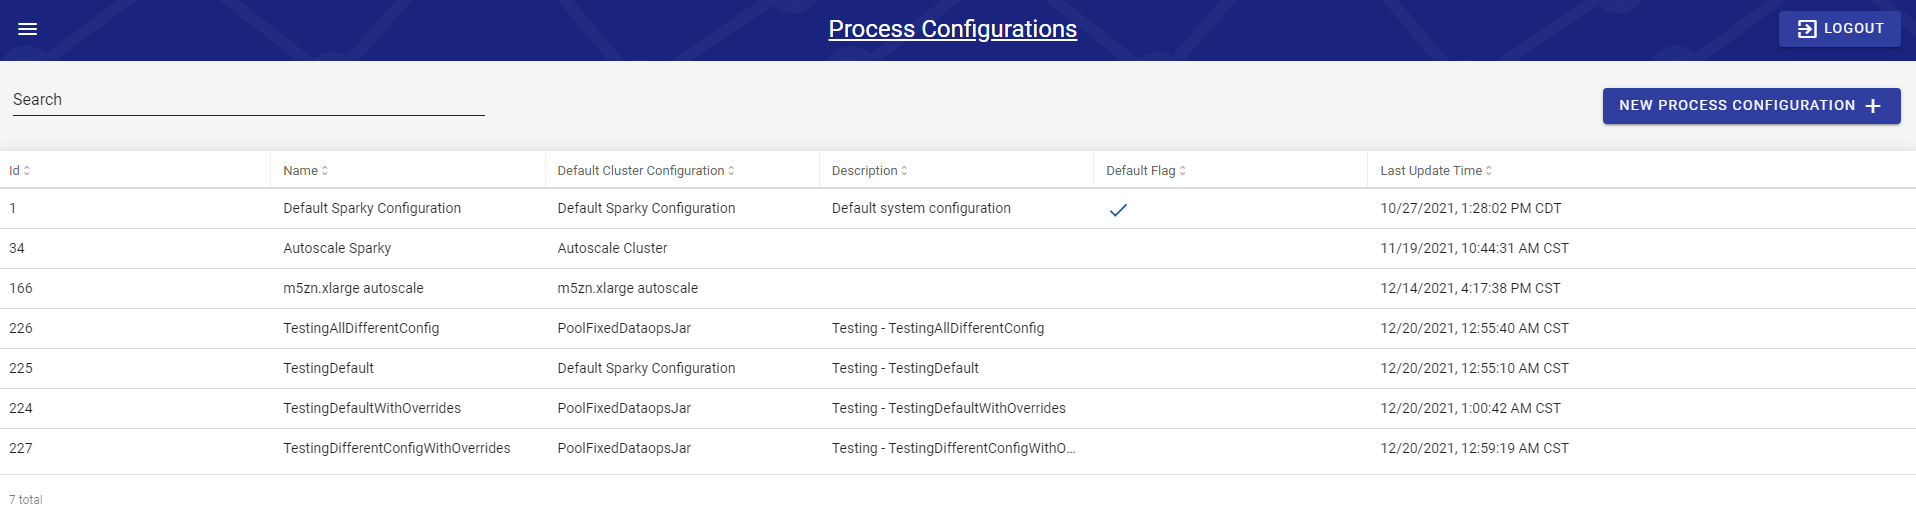 Process Configurations
LOGOUT
Search
NEW PROCESS CONFIGURATION
Id Name Default Cluster Configuration Description Default Flag Last Update Time
1 Default Sparky Configuration Default Sparky Configuration Default system configuration 10/27/2021, 1:28:02 PM CDT
34 Autoscale Sparky Autoscale Cluster 11/19/2021, 10:44:31 AM CST
166 m5zn.xlarge autoscale m5zn.xlarge autoscale 12/14/2021, 4:17:38 PM CST
226 TestingAllDifferentConfig PoolFixedDataopsJar Testing - TestingAllDifferentConfig 12/20/2021, 12:55:40 AM CST
225 TestingDefault Default Sparky Configuration Testing - TestingDefault 12/20/2021, 12:55:10 AM CST
224 TestingDefaultWithOverrides PoolFixedDataopsJar Testing - TestingDefaultWithOverrides 12/20/2021, 1:00:42 AM CST
227 TestingDifferentConfigWithOverrides PoolFixedDataopsJar Testing - TestingDifferentConfigWithO... 12/20/2021, 12:59:19 AM CST
7 total